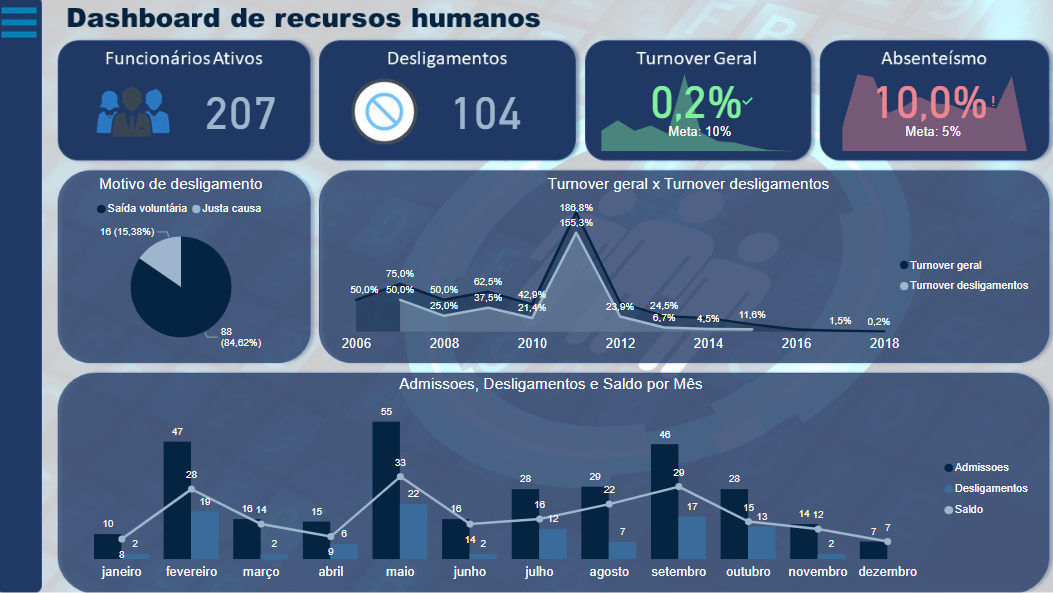 Dashboard de recursos humanos
Funcionários Ativos
207
Desligamentos
104
Turnover Geral
0,2%✓
Meta: 10%
Absenteísmo
10,0%!
Meta: 5%
Motivo de desligamento
Saída voluntária Justa causa
16 (15,38%)
88
(84,62%)
Turnover geral x Turnover desligamentos
186,8%
155,3%
75,0%
62,5%
50,0% 50,0% 50,0% 42,9%
25,0% 37,5% 21,4% 23,9% 24,5%
6,7% 4,5% 11,6% 1,5% 0,2%
2006 2008 2010 2012 2014 2016 2018
Turnover geral
Turnover desligamentos
Admissoes, Desligamentos e Saldo por Mês
10 8 2
47 28 19
16 14 2
15 9 6
55 33 22
16 14 2
28 16 12
29 22 7
46 29 17
28 15 13
14 12 2
7 7
janeiro fevereiro março abril maio junho julho agosto setembro outubro novembro dezembro
Admissoes
Desligamentos
Saldo